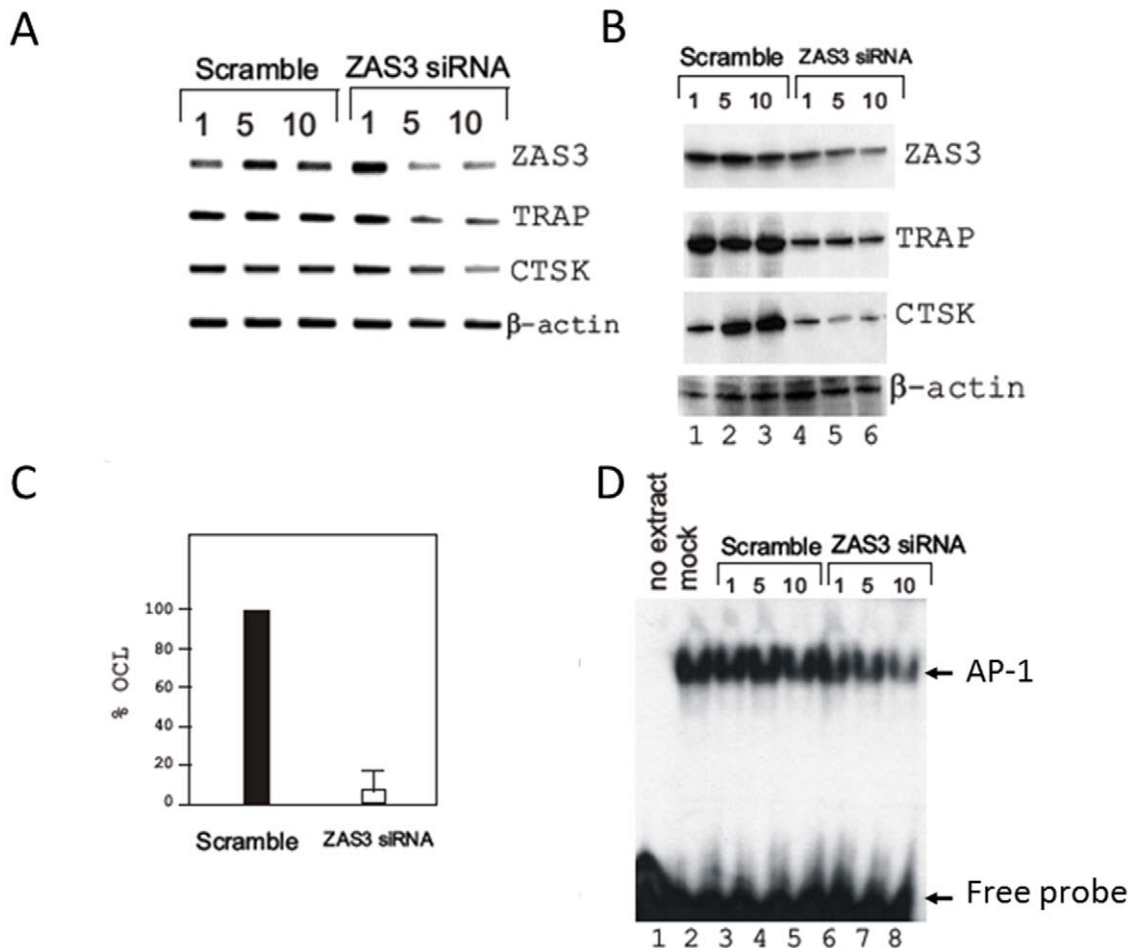 A
Scramble ZAS3 siRNA
1 5 10 1 5 10
ZAS3
TRAP
CTSK
β-actin
B
Scramble ZAS3 siRNA
1 5 10 1 5 10
ZAS3
TRAP
CTSK
β-actin
1 2 3 4 5 6
C
% OCL
100
80
60
40
20
0
Scramble ZAS3 siRNA
D
no extract
mock
Scramble ZAS3 siRNA
1 5 10 1 5 10
AP-1
Free probe
1 2 3 4 5 6 7 8